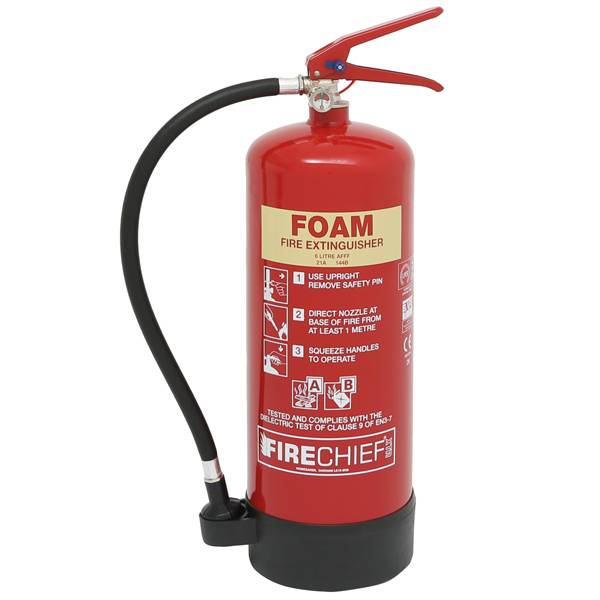 FOAM
FIRE EXTINGUISHER
6 LITRE AFFF
21A 144B
1 USE UPRIGHT
REMOVE SAFETY PIN
2 DIRECT NOZZLE AT
BASE OF FIRE FROM
AT LEAST 1 METRE
3 SQUEEZE HANDLES
TO OPERATE
A B
TESTED AND COMPLIES WITH THE
DIELECTRIC TEST OF CLAUSE 9 OF EN3-7
FIRECHIEF
CE